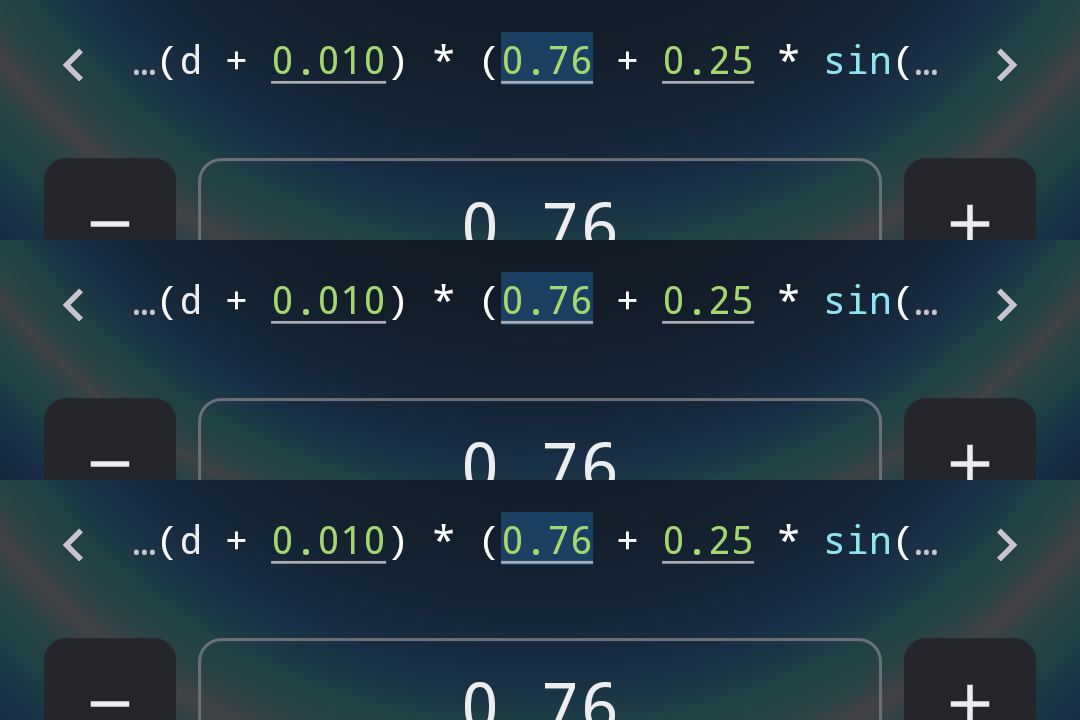 < …(d + 0.010) * (0.76 + 0.25 * sin(… >
− 0.76 +
< …(d + 0.010) * (0.76 + 0.25 * sin(… >
− 0.76 +
< …(d + 0.010) * (0.76 + 0.25 * sin(… >
− 0.76 +